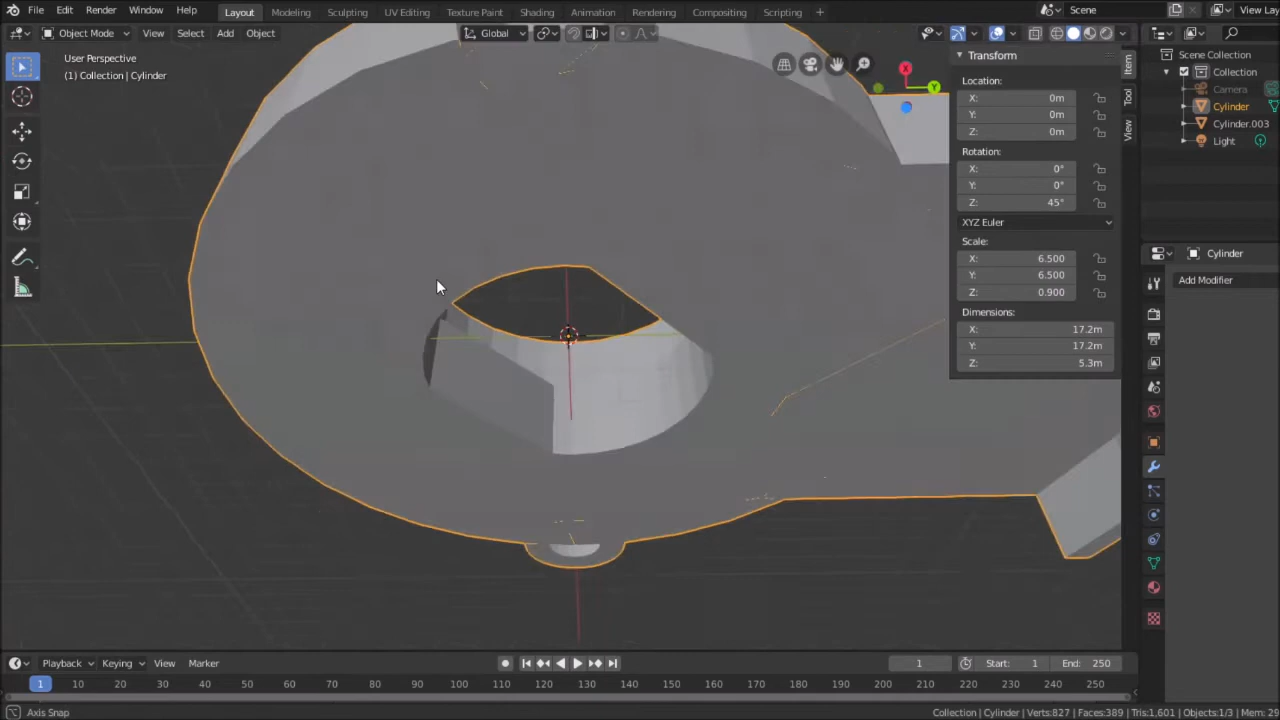 File Edit Render Window Help Layout Modeling Sculpting UV Editing Texture Paint Shading Animation Rendering Compositing Scripting + Scene View Lay
Object Mode View Select Add Object Global
User Perspective
(1) Collection | Cylinder
Transform
Location:
X: 0m
Y: 0m
Z: 0m
Rotation:
X: 0°
Y: 0°
Z: 45°
XYZ Euler
Scale:
X: 6.500
Y: 6.500
Z: 0.900
Dimensions:
X: 17.2m
Y: 17.2m
Z: 5.3m
Item
Tool
View
X
Y
Scene Collection
Collection
Camera
Cylinder
Cylinder.003
Light
Cylinder
Add Modifier
Playback Keying View Marker 1 Start: 1 End: 250
1 10 20 30 40 50 60 70 80 90 100 110 120 130 140 150 160 170 180 190 200 210 220 230 240 250
Axis Snap Collection | Cylinder | Verts:827 | Faces:389 | Tris:1,601 | Objects:1/3 | Mem: 29